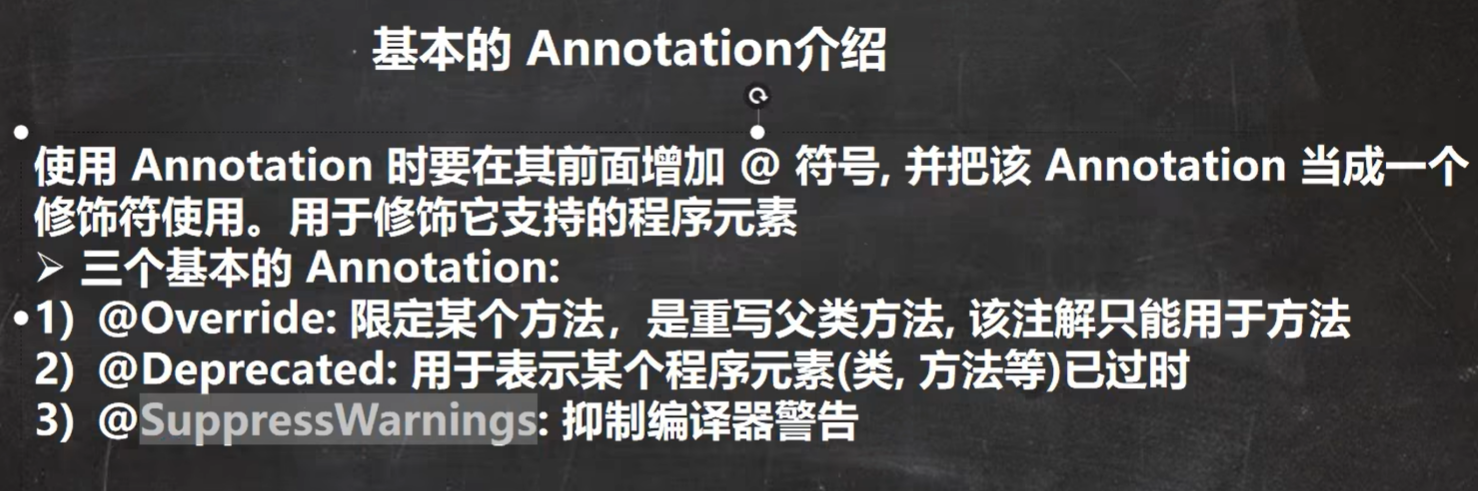 基本的 Annotation介绍
使用 Annotation 时要在其前面增加 @ 符号, 并把该 Annotation 当成一个
修饰符使用。用于修饰它支持的程序元素
➢ 三个基本的 Annotation:
•1) @Override: 限定某个方法，是重写父类方法, 该注解只能用于方法
2) @Deprecated: 用于表示某个程序元素(类, 方法等)已过时
3) @SuppressWarnings: 抑制编译器警告